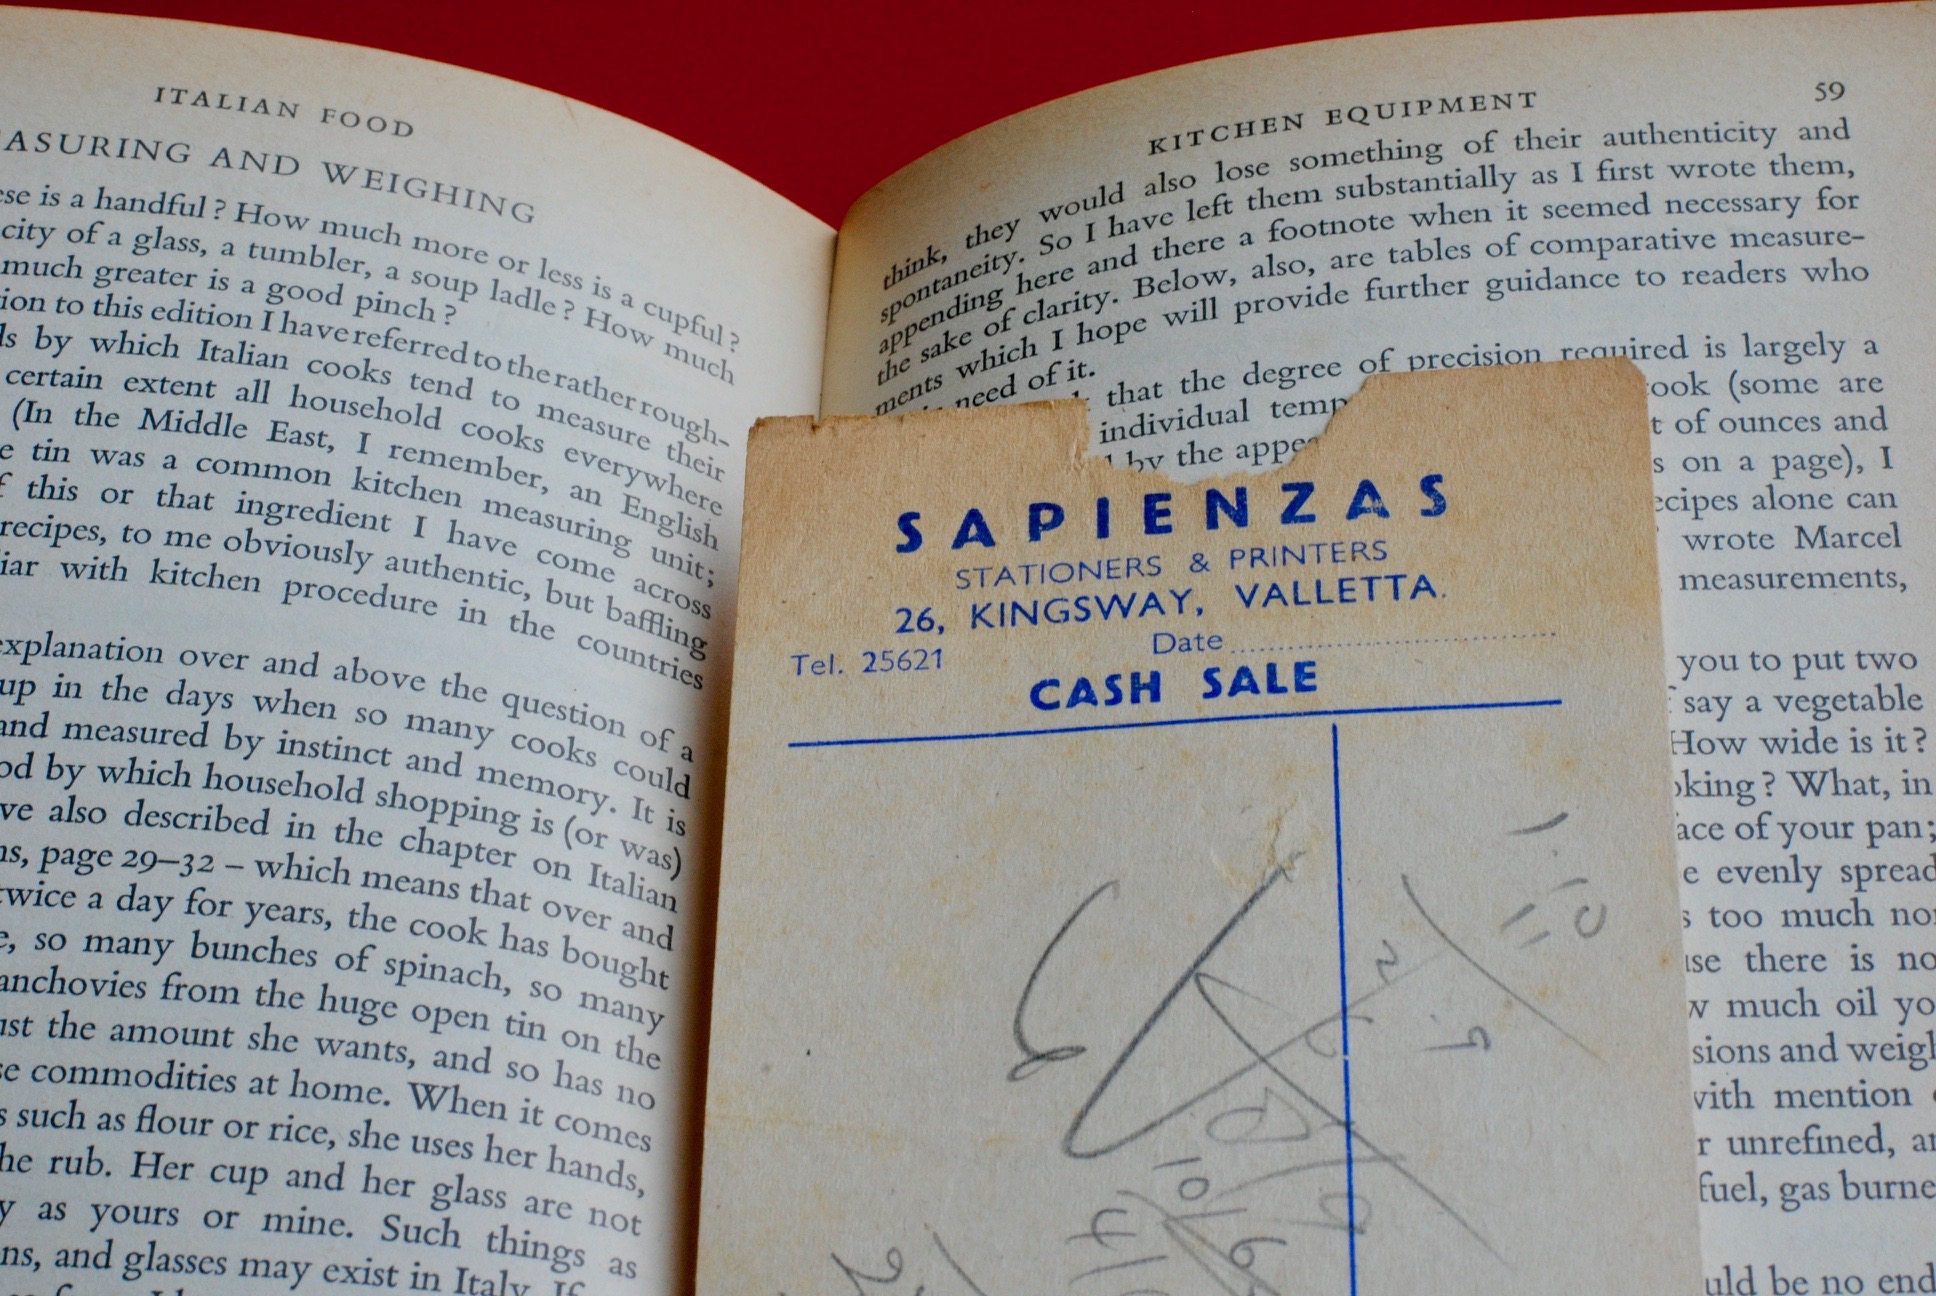 ITALIAN FOOD
ASURING AND WEIGHING
ese is a handful? How much more or less is a cupful?
city of a glass, a tumbler, a soup ladle? How much
much greater is a good pinch?
ion to this edition I have referred to the rather rough-
ls by which Italian cooks tend to measure their
certain extent all household cooks everywhere
(In the Middle East, I remember, an English
e tin was a common kitchen measuring unit;
f this or that ingredient I have come across
recipes, to me obviously authentic, but baffling
liar with kitchen procedure in the countries
explanation over and above the question of a
up in the days when so many cooks could
and measured by instinct and memory. It is
od by which household shopping is (or was)
ve also described in the chapter on Italian
ns, page 29–32 – which means that over and
twice a day for years, the cook has bought
e, so many bunches of spinach, so many
anchovies from the huge open tin on the
ust the amount she wants, and so has no
se commodities at home. When it comes
s such as flour or rice, she uses her hands,
he rub. Her cup and her glass are not
y as yours or mine. Such things as
ns, and glasses may exist in Italy. If
KITCHEN EQUIPMENT 59
think, they would also lose something of their authenticity and
spontaneity. So I have left them substantially as I first wrote them,
appending here and there a footnote when it seemed necessary for
the sake of clarity. Below, also, are tables of comparative measure-
ments which I hope will provide further guidance to readers who
need of it.
that the degree of precision required is largely a
individual temp ook (some are
by the appe t of ounces and
s on a page), I
ecipes alone can
wrote Marcel
measurements,
you to put two
f say a vegetable
How wide is it?
oking? What, in
ace of your pan;
e evenly spread
s too much nor
use there is no
w much oil yo
sions and weigh
with mention
r unrefined, an
fuel, gas burne
uld be no end
SAPIENZAS
STATIONERS & PRINTERS
26, KINGSWAY, VALLETTA.
Tel. 25621 Date
CASH SALE